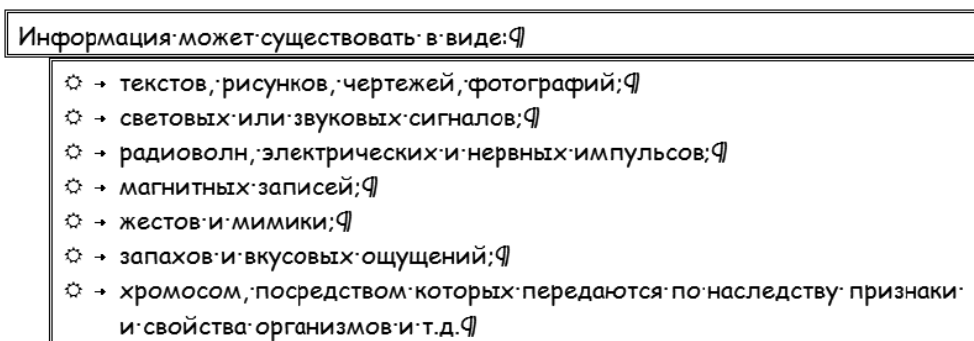 Информация может существовать в виде:
текстов, рисунков, чертежей, фотографий;
световых или звуковых сигналов;
радиоволн, электрических и нервных импульсов;
магнитных записей;
жестов и мимики;
запахов и вкусовых ощущений;
хромосом, посредством которых передаются по наследству признаки
и свойства организмов и т.д.